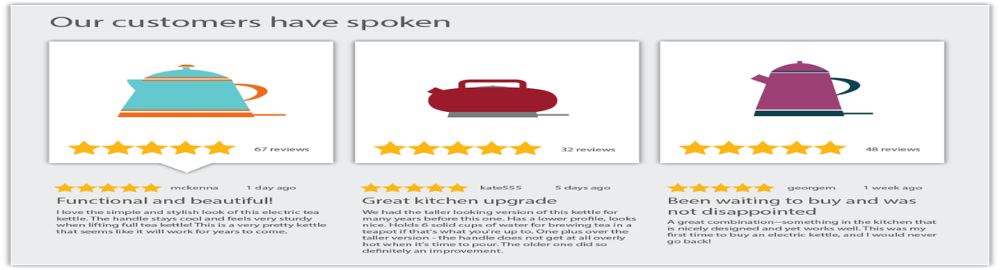 Our customers have spoken
67 reviews
32 reviews
48 reviews
mckenna 1 day ago
Functional and beautiful!
I love the simple and stylish look of this electric tea
kettle. The handle stays cool and feels very sturdy
when lifting full tea kettle! This is a very pretty kettle
that seems like it will work for years to come.
kate555 5 days ago
Great kitchen upgrade
We had the taller looking version of this kettle for
many years before this one. Has a lower profile, looks
nice. Holds 6 solid cups of water for brewing tea in a
teapot if that's what you're up to. One plus over the
taller version - the handle does not get at all overly
hot when it's time to pour. The older one did so
definitely an improvement.
georgem 1 week ago
Been waiting to buy and was
not disappointed
A great combination—something in the kitchen that
is nicely designed and yet works well. This was my
first time to buy an electric kettle, and I would never
go back!